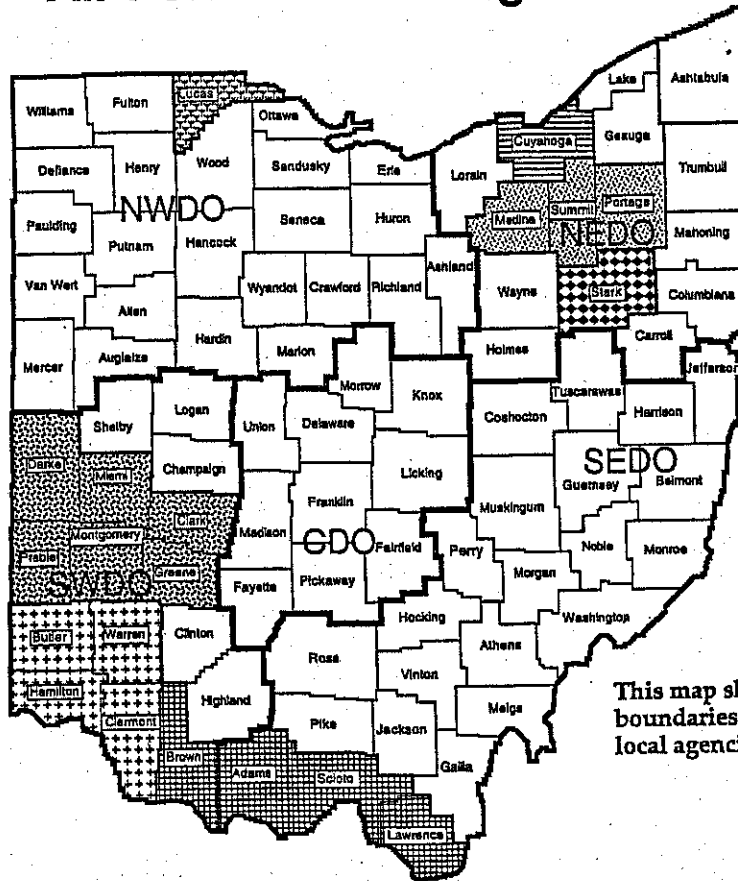 Lake
Ashtabula
Williams
Fulton
Lucas
Ottawa
Geauga
Cuyahoga
Defiance
Henry
Wood
Sandusky
Erie
Lorain
Trumbull
Medina
Summit
Portage
Paulding
NWDO
Seneca
Huron
NEDO
Putnam
Hancock
Mahoning
Van Wert
Allen
Wyandot
Crawford
Richland
Ashland
Wayne
Stark
Columbiana
Mercer
Auglaize
Hardin
Marion
Holmes
Carroll
Jefferson
Morrow
Knox
Tuscarawas
Shelby
Logan
Union
Delaware
Coshocton
Harrison
Darke
Miami
Champaign
Licking
SEDO
Guernsey
Belmont
Franklin
Clark
Muskingum
Madison
CDO
Fairfield
Preble
Montgomery
Greene
Perry
Noble
Monroe
SWDO
Fayette
Pickaway
Morgan
Hocking
Washington
Butler
Warren
Clinton
Ross
Athens
Vinton
Hamilton
Highland
Meigs
Clermont
Pike
Jackson
Brown
Gallia
Adams
Scioto
Lawrence
This map
boundaries
local